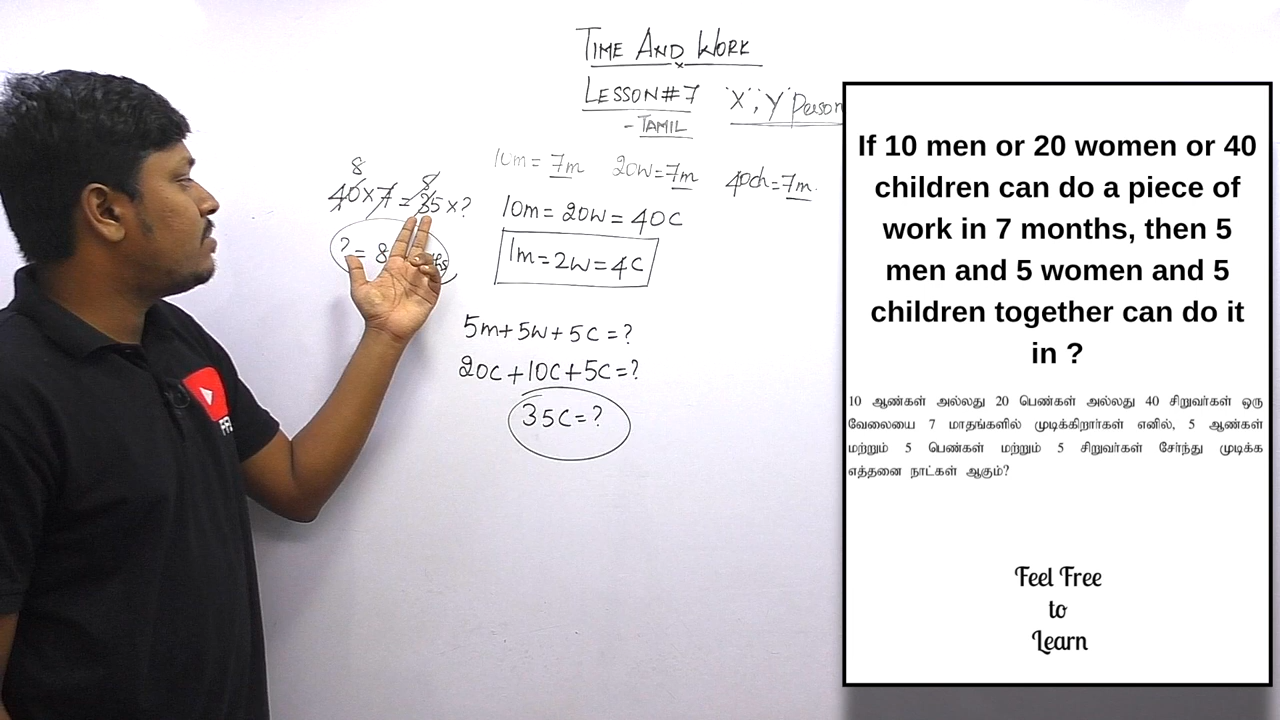 TIME AND WORK
LESSON#7
"X", "Y" Person
- TAMIL
10m = 7m 20w = 7m 40ch = 7m.
8
40 x 7 = 35 x ?
8
? = 8
10m = 20w = 40C
1m = 2w = 4C
5m + 5w + 5C = ?
20C + 10C + 5C = ?
35C = ?
If 10 men or 20 women or 40
children can do a piece of
work in 7 months, then 5
men and 5 women and 5
children together can do it
in ?
10 ஆண்கள் அல்லது 20 பெண்கள் அல்லது 40 சிறுவர்கள் ஒரு
வேலையை 7 மாதங்களில் முடிக்கிறார்கள் எனில், 5 ஆண்கள்
மற்றும் 5 பெண்கள் மற்றும் 5 சிறுவர்கள் சேர்ந்து முடிக்க
எத்தனை நாட்கள் ஆகும்?
Feel Free
to
Learn